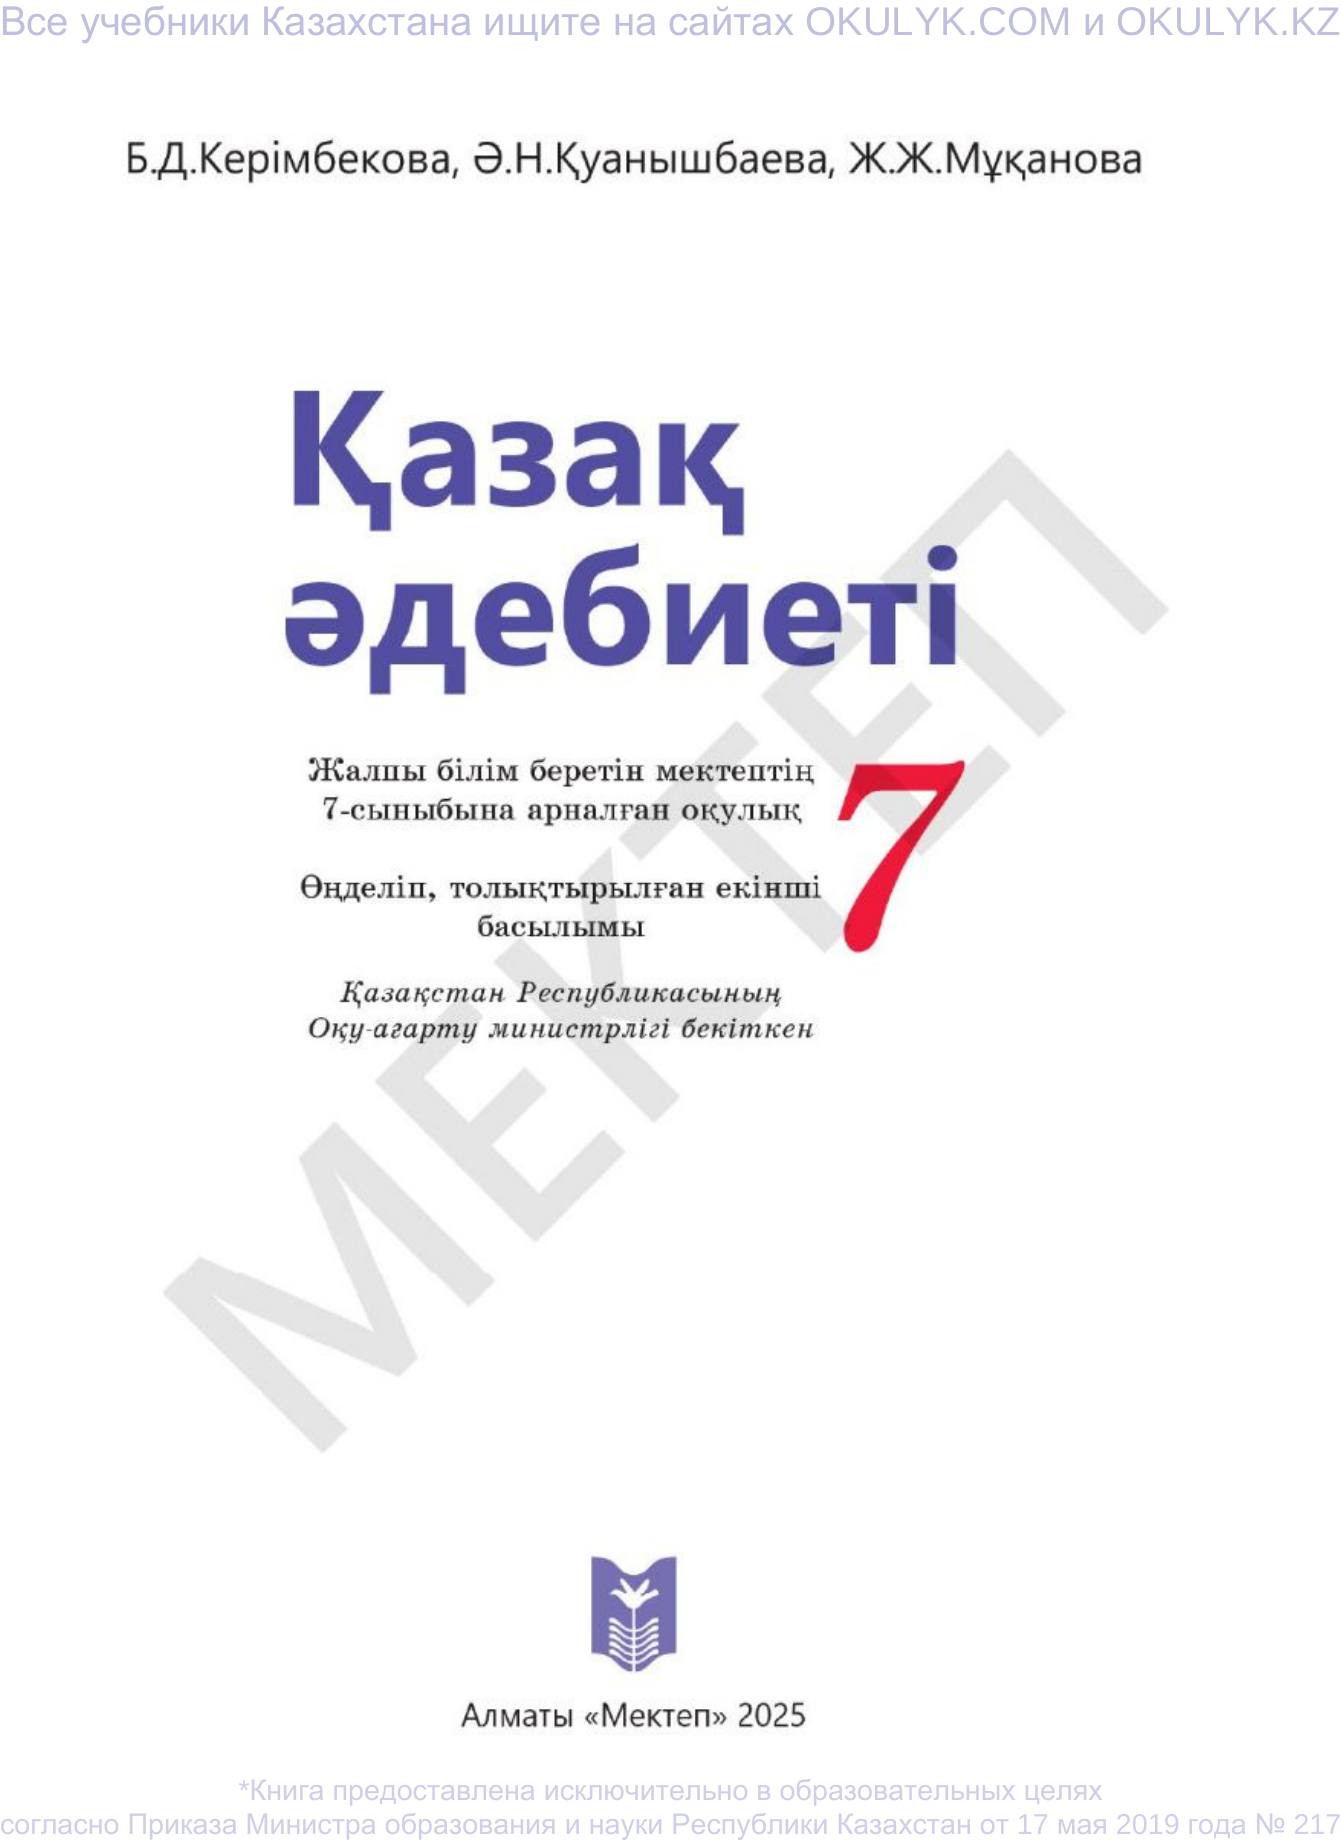 Все учебники Казахстана ищите на сайтах OKULYK.COM и OKULYK.KZ
Б.Д.Керімбекова, Ә.Н.Қуанышбаева, Ж.Ж.Мұқанова
Қазақ
әдебиеті
Жалпы білім беретін мектептің
7-сыныбына арналған оқулық
7
Өңделіп, толықтырылған екінші
басылымы
Қазақстан Республикасының
Оқу-ағарту министрлігі бекіткен
МЕКТЕП
Алматы «Мектеп» 2025
*Книга предоставлена исключительно в образовательных целях
согласно Приказа Министра образования и науки Республики Казахстан от 17 мая 2019 года № 217